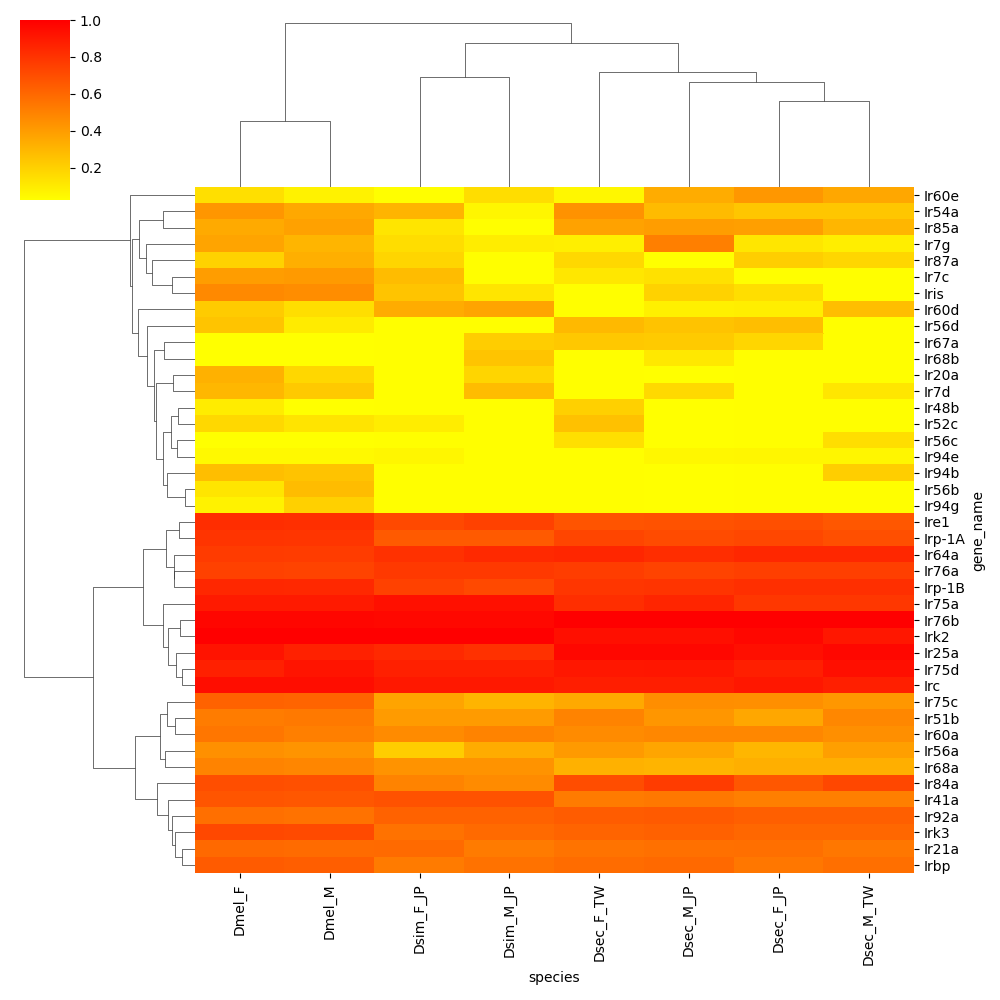 1.0
0.8
0.6
0.4
0.2
Ir60e
Ir54a
Ir85a
Ir7g
Ir87a
Ir7c
Iris
Ir60d
Ir56d
Ir67a
Ir68b
Ir20a
Ir7d
Ir48b
Ir52c
Ir56c
Ir94e
Ir94b
Ir56b
Ir94g
Ire1
Irp-1A
Ir64a
Ir76a
Irp-1B
Ir75a
Ir76b
Irk2
Ir25a
Ir75d
Irc
Ir75c
Ir51b
Ir60a
Ir56a
Ir68a
Ir84a
Ir41a
Ir92a
Irk3
Ir21a
Irbp
gene_name
Dmel_F
Dmel_M
Dsim_F_JP
Dsim_M_JP
Dsec_F_TW
Dsec_M_JP
Dsec_F_JP
Dsec_M_TW
species